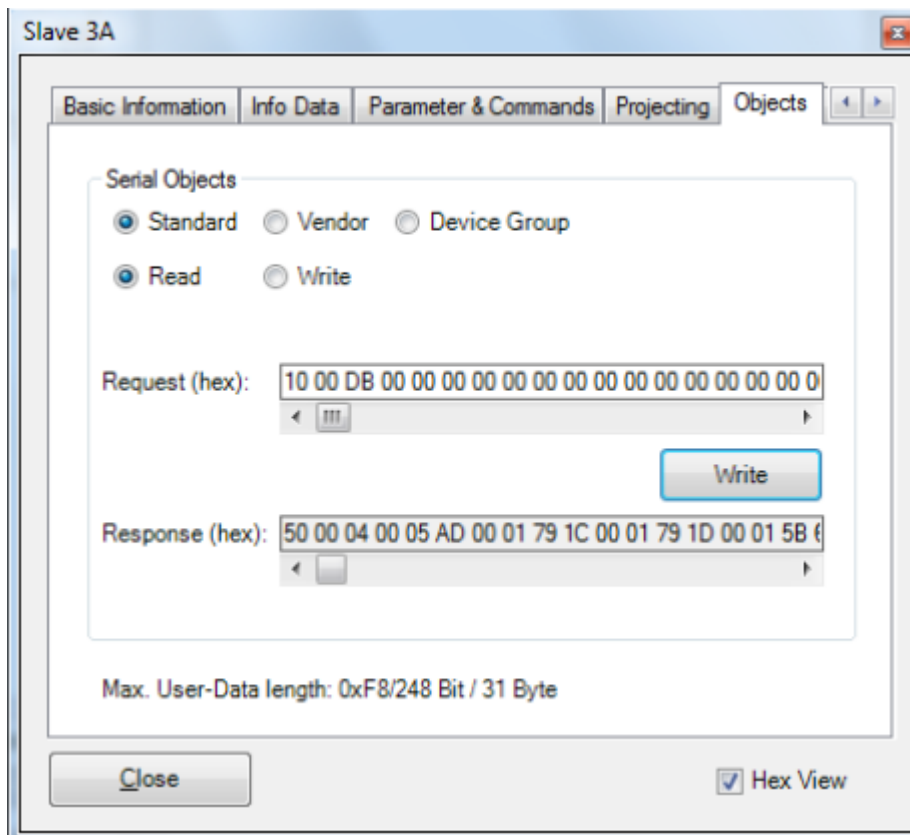 Slave 3A
Basic Information Info Data Parameter & Commands Projecting Objects
Serial Objects
Standard Vendor Device Group
Read Write
Request (hex): 10 00 DB 00 00 00 00 00 00 00 00 00 00 00 00 00
Write
Response (hex): 50 00 04 00 05 AD 00 01 79 1C 00 01 79 1D 00 01 5B
Max. User-Data length: 0xF8/248 Bit / 31 Byte
Close Hex View